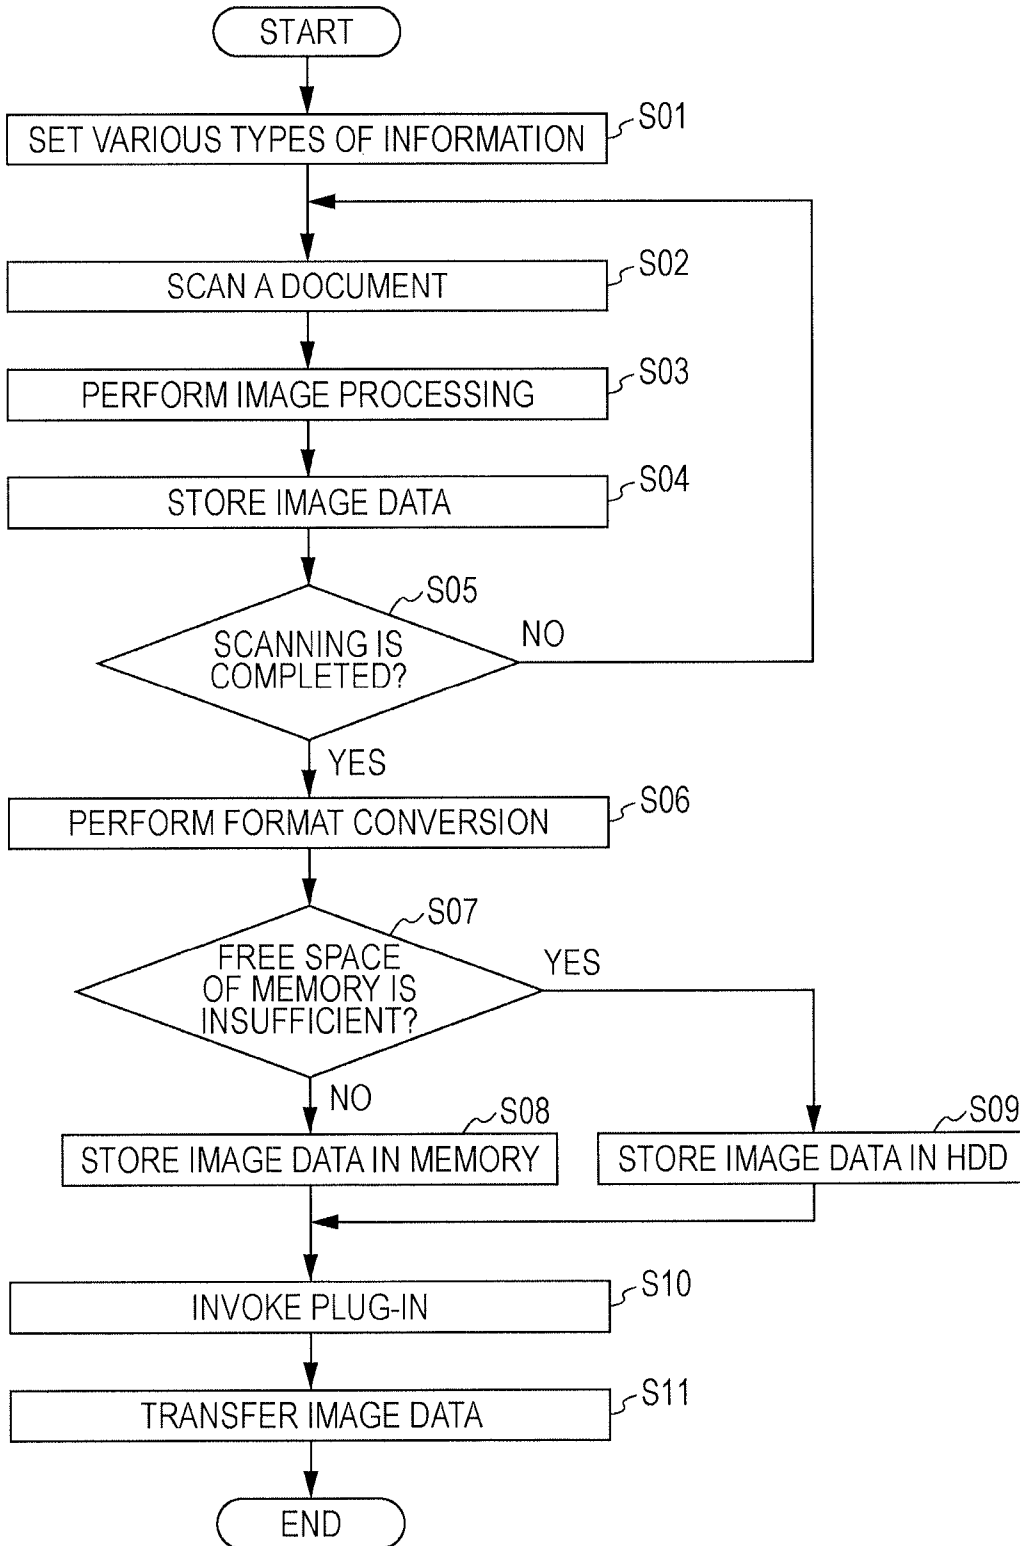 START
SET VARIOUS TYPES OF INFORMATION
S01
SCAN A DOCUMENT
S02
PERFORM IMAGE PROCESSING
S03
STORE IMAGE DATA
S04
S05
SCANNING IS
COMPLETED?
NO
YES
PERFORM FORMAT CONVERSION
S06
S07
FREE SPACE
OF MEMORY IS
INSUFFICIENT?
YES
NO
S08
STORE IMAGE DATA IN MEMORY
S09
STORE IMAGE DATA IN HDD
INVOKE PLUG-IN
S10
TRANSFER IMAGE DATA
S11
END